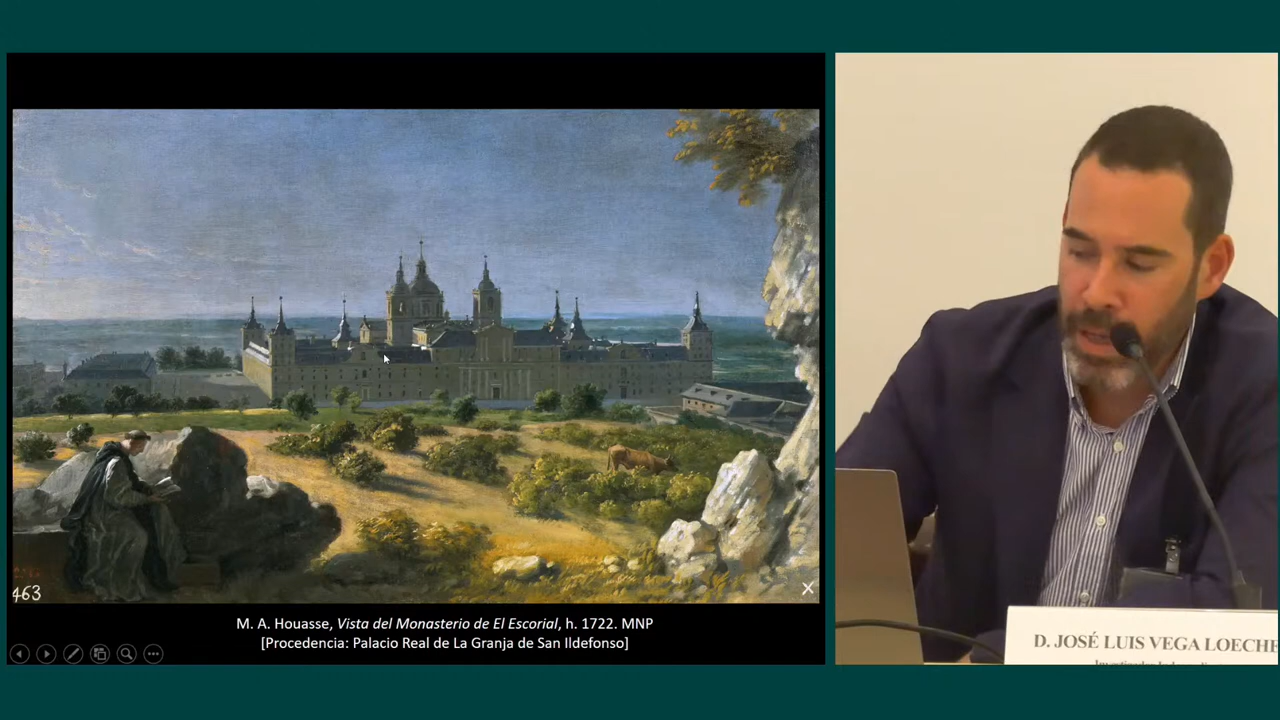 463
M. A. Houasse, Vista del Monasterio de El Escorial, h. 1722. MNP
[Procedencia: Palacio Real de La Granja de San Ildefonso]
D. JOSÉ LUIS VEGA LOECHE